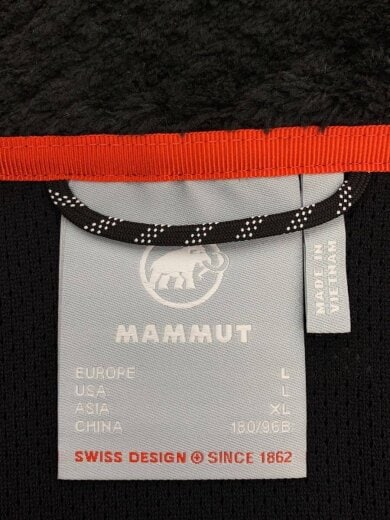 MAMMUT
EUROPE L
USA L
ASIA XL
CHINA 180/96B
SWISS DESIGN SINCE 1862
MADE IN
VIETNAM